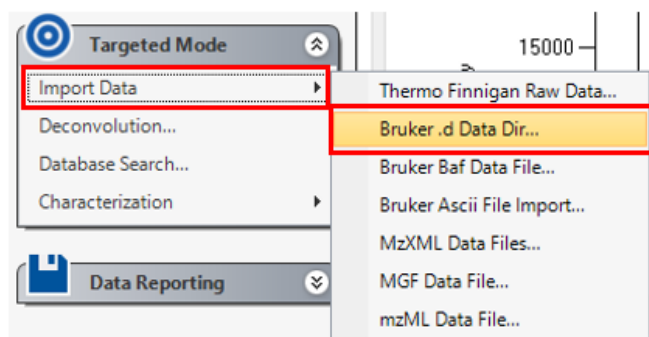 Targeted Mode
Import Data
Deconvolution...
Database Search...
Characterization
Data Reporting
15000
Thermo Finnigan Raw Data...
Bruker .d Data Dir...
Bruker Baf Data File...
Bruker Ascii File Import...
MzXML Data Files...
MGF Data File...
mzML Data File...